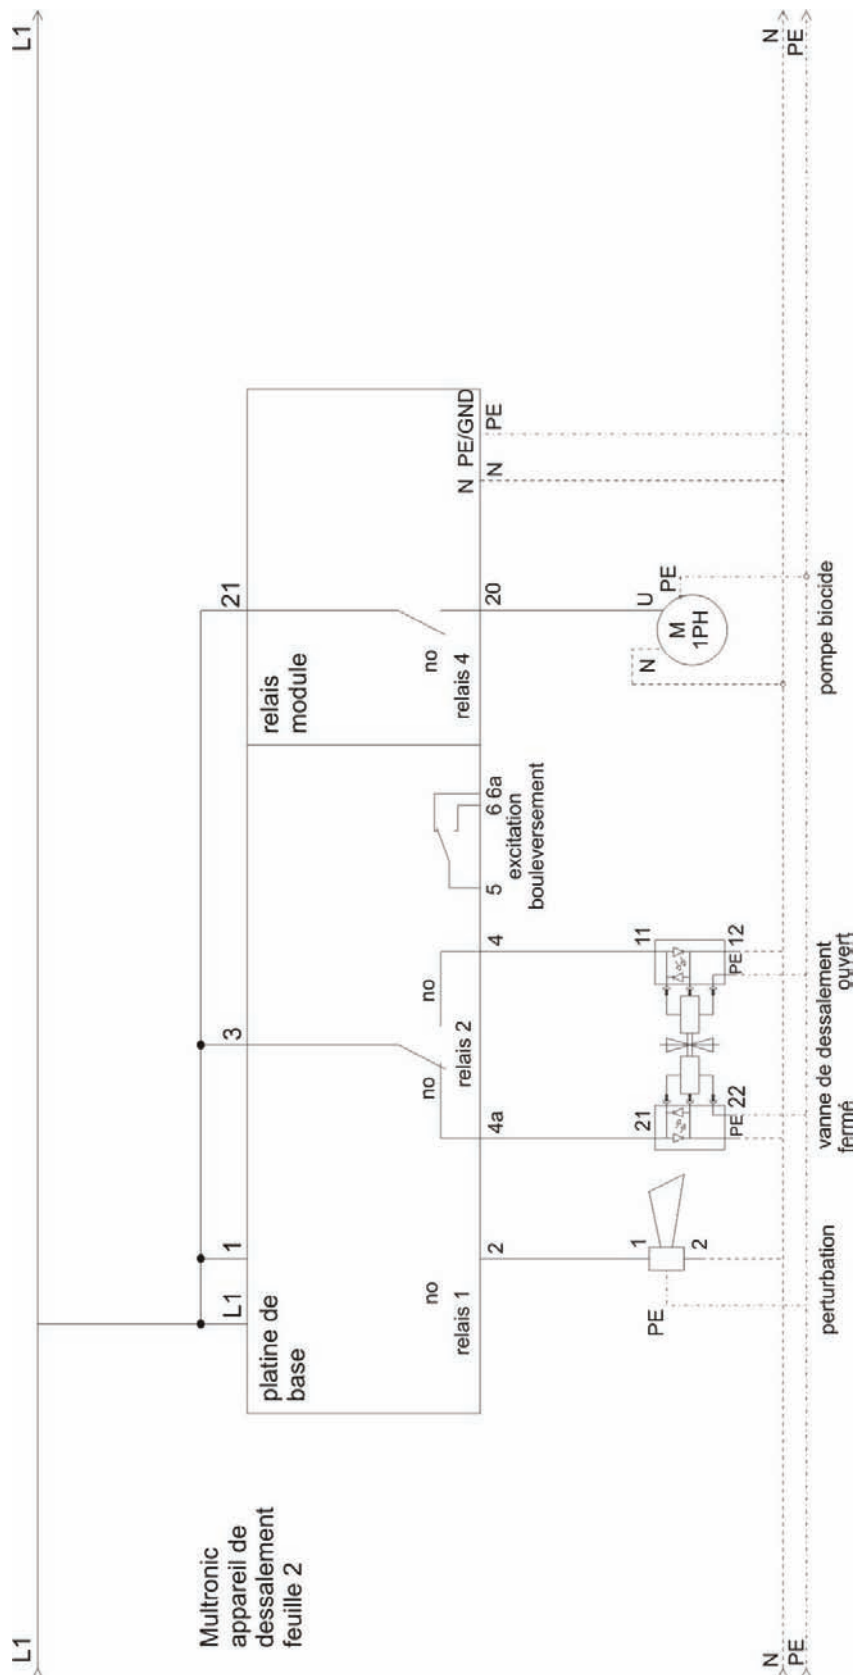 L1
L1
Multronic
appareil de
dessalement
feuille 2
L1
1
3
21
platine de
base
relais
module
no
relais 1
no
no
relais 2
no
relais 4
2
4a
4
5
6
6a
excitation
bouleversement
20
N
PE/GND
N
PE
PE
1
2
21
22
PE
11
12
PE
U
PE
N
M
1PH
N
N
PE
PE
perturbation
vanne de dessalement
fermé
ouvert
pompe biocide